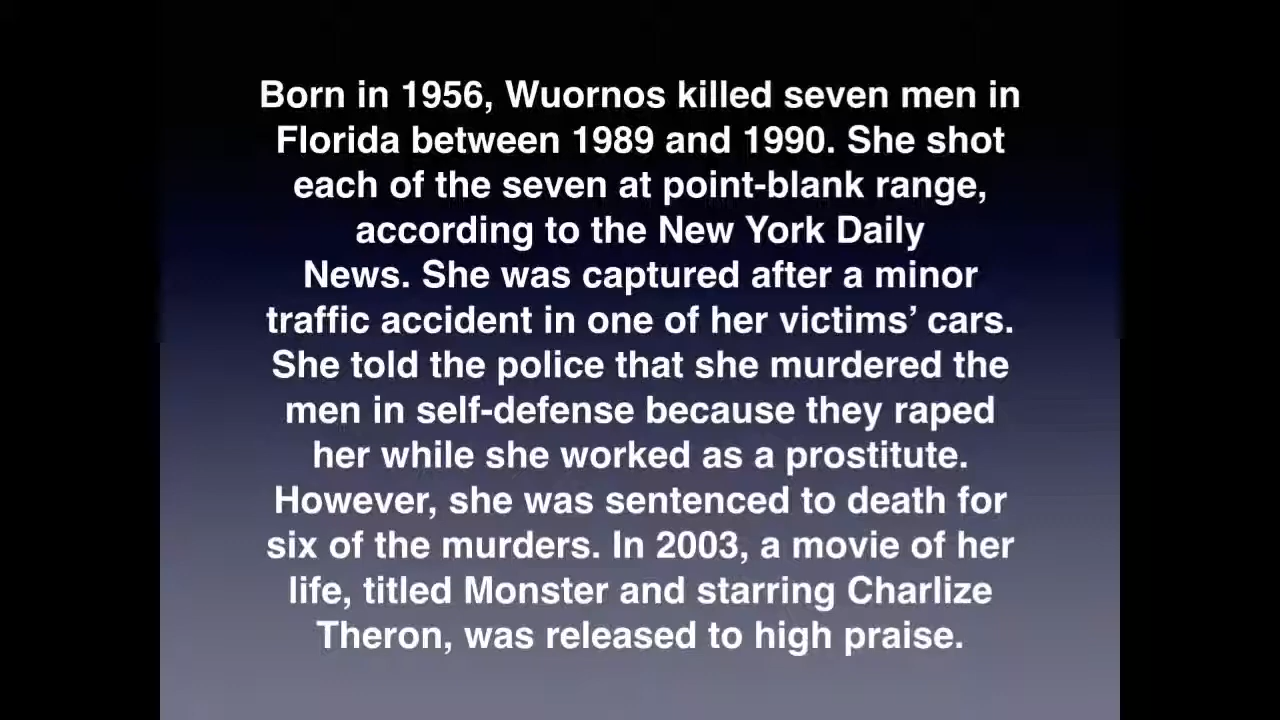 Born in 1956, Wuornos killed seven men in
Florida between 1989 and 1990. She shot
each of the seven at point-blank range,
according to the New York Daily
News. She was captured after a minor
traffic accident in one of her victims’ cars.
She told the police that she murdered the
men in self-defense because they raped
her while she worked as a prostitute.
However, she was sentenced to death for
six of the murders. In 2003, a movie of her
life, titled Monster and starring Charlize
Theron, was released to high praise.